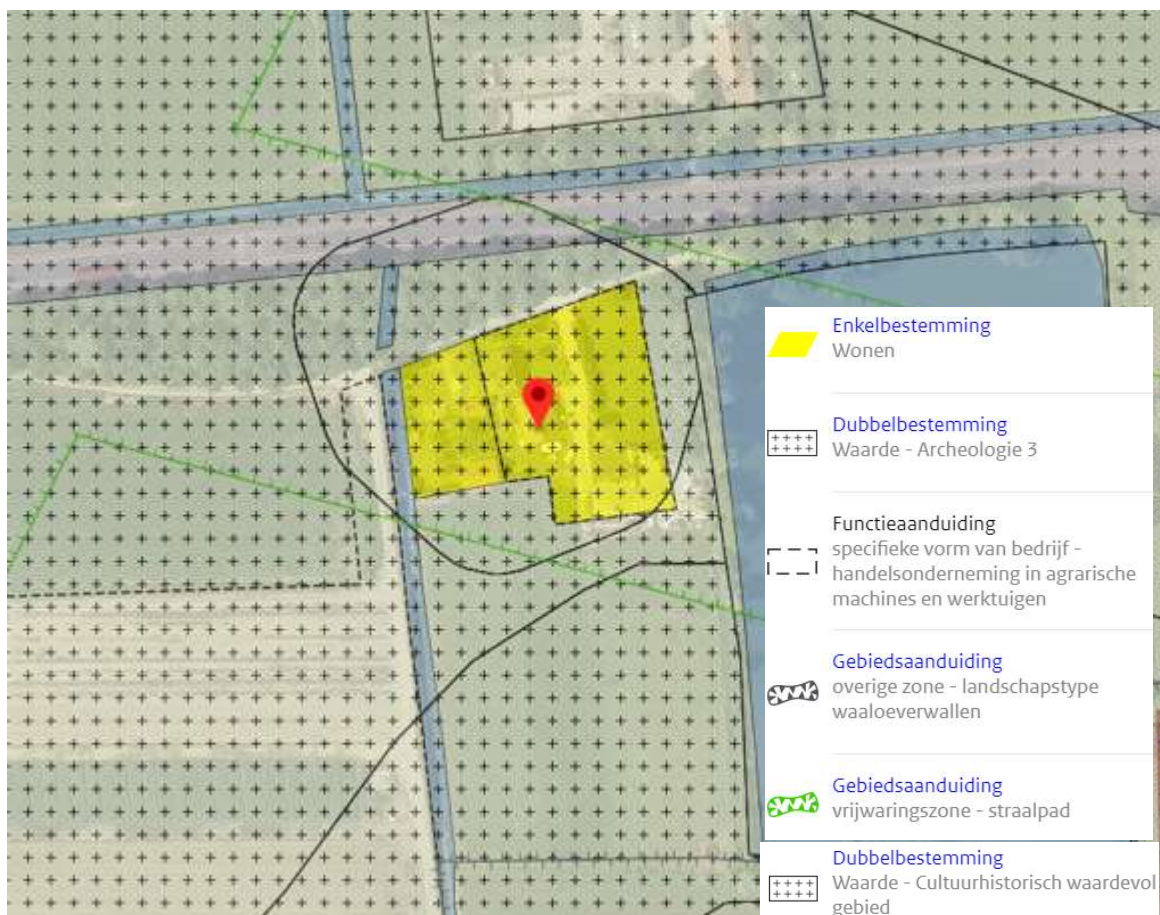 Enkelbestemming
Wonen
Dubbelbestemming
Waarde - Archeologie 3
Functieaanduiding
specifieke vorm van bedrijf -
handelsonderneming in agrarische
machines en werktuigen
Gebiedsaanduiding
overige zone - landschapstype
waaloeverwallen
Gebiedsaanduiding
vrijwaringszone - straalpad
Dubbelbestemming
Waarde - Cultuurhistorisch waardevol
gebied